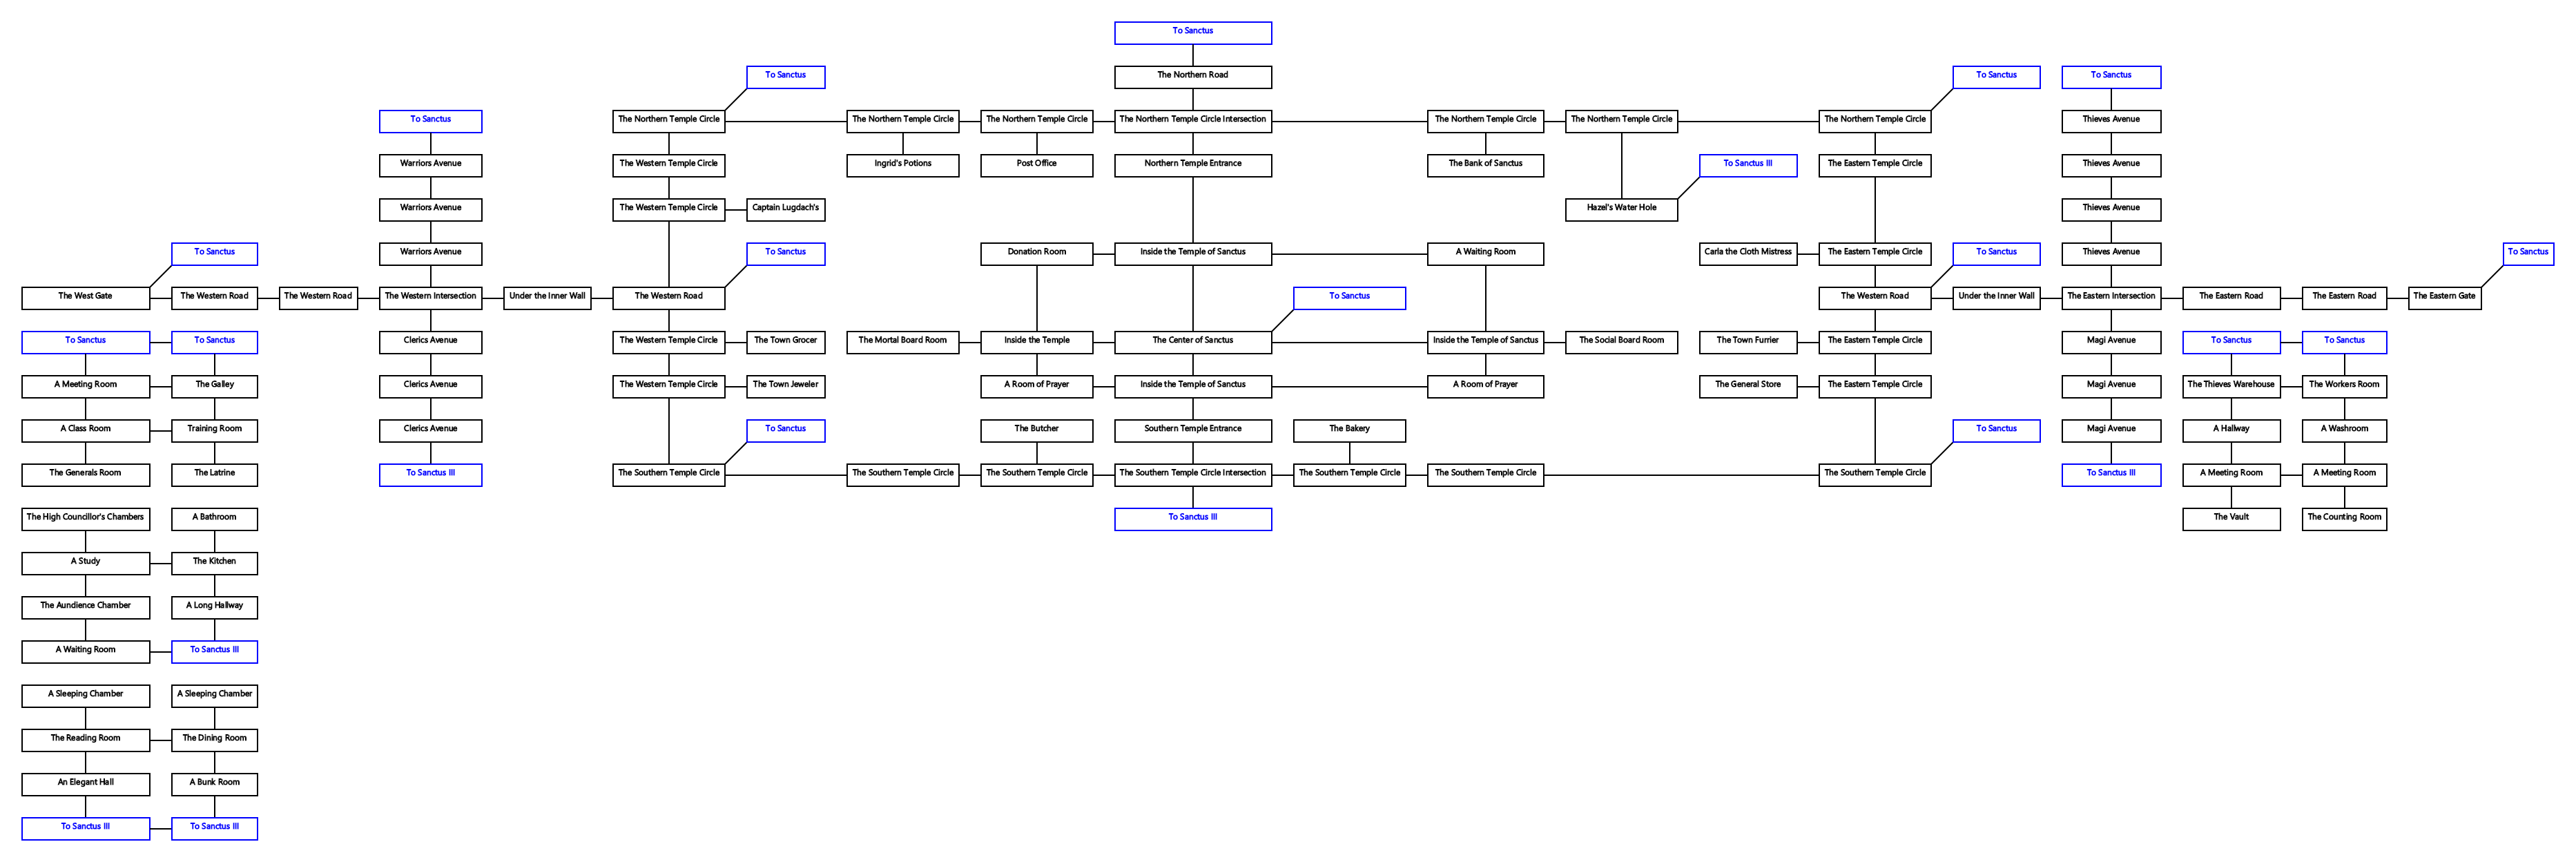 To Sanctus
To Sanctus
The Northern Road
To Sanctus
To Sanctus
To Sanctus
The Northern Temple Circle
The Northern Temple Circle
The Northern Temple Circle
The Northern Temple Circle Intersection
The Northern Temple Circle
The Northern Temple Circle
The Northern Temple Circle
Thieves Avenue
Warriors Avenue
The Western Temple Circle
Ingrid's Potions
Post Office
Northern Temple Entrance
The Bank of Sanctus
To Sanctus III
The Eastern Temple Circle
Thieves Avenue
Warriors Avenue
The Western Temple Circle
Captain Lugdach's
Hazel's Water Hole
Thieves Avenue
To Sanctus
Warriors Avenue
To Sanctus
Donation Room
Inside the Temple of Sanctus
A Waiting Room
Carla the Cloth Mistress
The Eastern Temple Circle
To Sanctus
Thieves Avenue
To Sanctus
The West Gate
The Western Road
The Western Road
The Western Intersection
Under the Inner Wall
The Western Road
To Sanctus
The Western Road
Under the Inner Wall
The Eastern Intersection
The Eastern Road
The Eastern Road
The Eastern Gate
To Sanctus
To Sanctus
Clerics Avenue
The Western Temple Circle
The Town Grocer
The Mortal Board Room
Inside the Temple
The Center of Sanctus
Inside the Temple of Sanctus
The Social Board Room
The Town Furrier
The Eastern Temple Circle
Magi Avenue
To Sanctus
To Sanctus
A Meeting Room
The Galley
Clerics Avenue
The Western Temple Circle
The Town Jeweler
A Room of Prayer
Inside the Temple of Sanctus
A Room of Prayer
The General Store
The Eastern Temple Circle
Magi Avenue
The Thieves Warehouse
The Workers Room
A Class Room
Training Room
Clerics Avenue
To Sanctus
The Butcher
Southern Temple Entrance
The Bakery
To Sanctus
Magi Avenue
A Hallway
A Washroom
The Generals Room
The Latrine
To Sanctus III
The Southern Temple Circle
The Southern Temple Circle
The Southern Temple Circle
The Southern Temple Circle Intersection
The Southern Temple Circle
The Southern Temple Circle
The Southern Temple Circle
To Sanctus III
A Meeting Room
A Meeting Room
The High Councillor's Chambers
A Bathroom
To Sanctus III
The Vault
The Counting Room
A Study
The Kitchen
The Aundience Chamber
A Long Hallway
A Waiting Room
To Sanctus III
A Sleeping Chamber
A Sleeping Chamber
The Reading Room
The Dining Room
An Elegant Hall
A Bunk Room
To Sanctus III
To Sanctus III